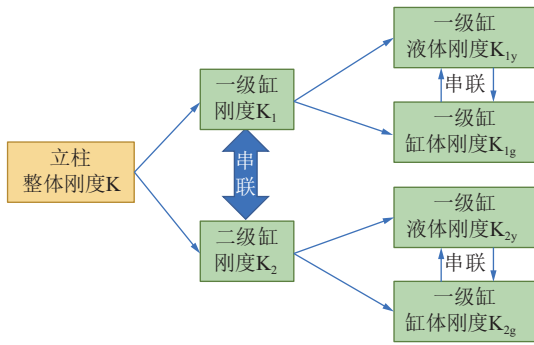 立柱
整体刚度K
一级缸
刚度K₁
串
联
二级缸
刚度K₂
一级缸
液体刚度K₁y
串联
一级缸
缸体刚度K₁g
一级缸
液体刚度K₂y
串联
一级缸
缸体刚度K₂g